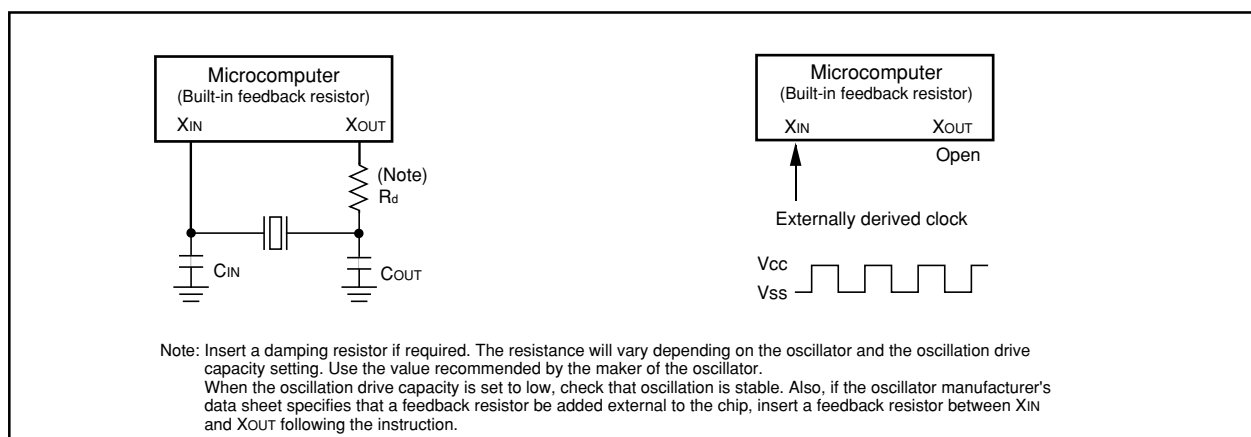 Microcomputer
(Built-in feedback resistor)
XIN XOUT
(Note)
Rd
CIN
COUT
Microcomputer
(Built-in feedback resistor)
XIN XOUT
Open
Externally derived clock
Vcc
Vss
Note: Insert a damping resistor if required. The resistance will vary depending on the oscillator and the oscillation drive
capacity setting. Use the value recommended by the maker of the oscillator.
When the oscillation drive capacity is set to low, check that oscillation is stable. Also, if the oscillator manufacturer's
data sheet specifies that a feedback resistor be added external to the chip, insert a feedback resistor between XIN
and XOUT following the instruction.